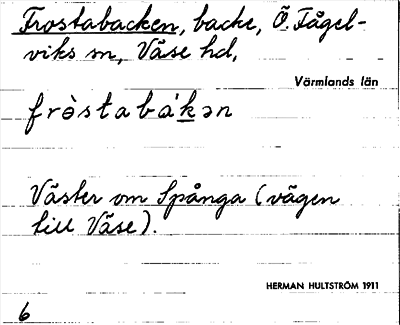 Frostabacken, backe, Ö. Fågel-
viks sn, Väse hd,
Värmlands län
fròstabákən
Väster om Spånga (vägen
till Väse).
HERMAN HULTSTRÖM 1911
6